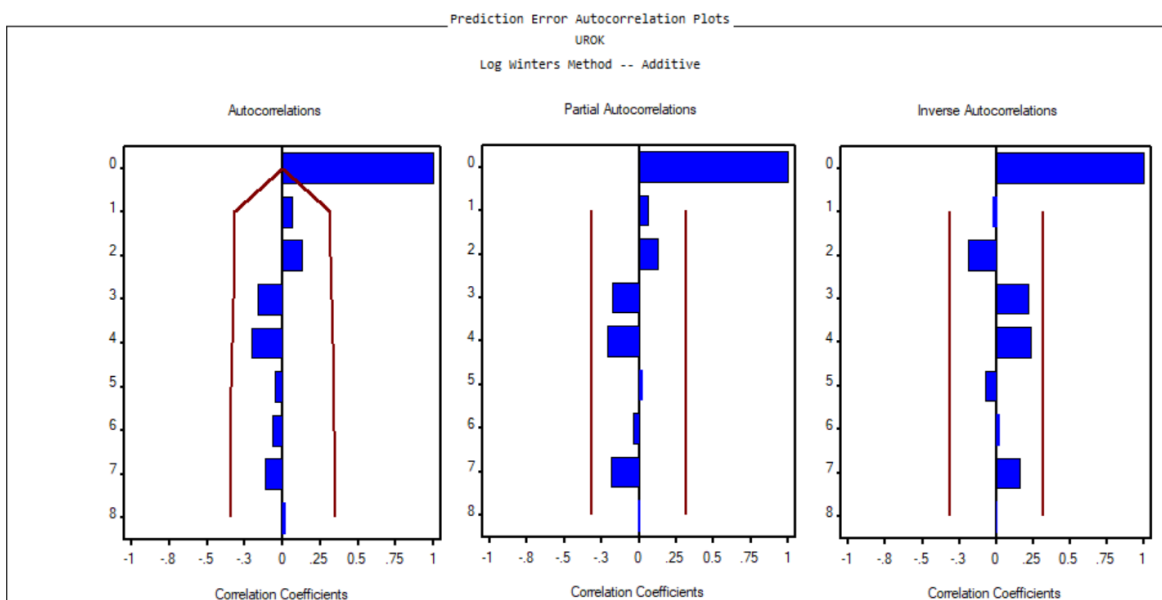 Prediction Error Autocorrelation Plots
UROK
Log Winters Method -- Additive
Autocorrelations
0
1
2
3
4
5
6
7
8
-1 -.8 -.5 -.3 0 .25 0.5 .75 1
Correlation Coefficients
Partial Autocorrelations
0
1
2
3
4
5
6
7
8
-1 -.8 -.5 -.3 0 .25 0.5 .75 1
Correlation Coefficients
Inverse Autocorrelations
0
1
2
3
4
5
6
7
8
-1 -.8 -.5 -.3 0 .25 0.5 .75 1
Correlation Coefficients